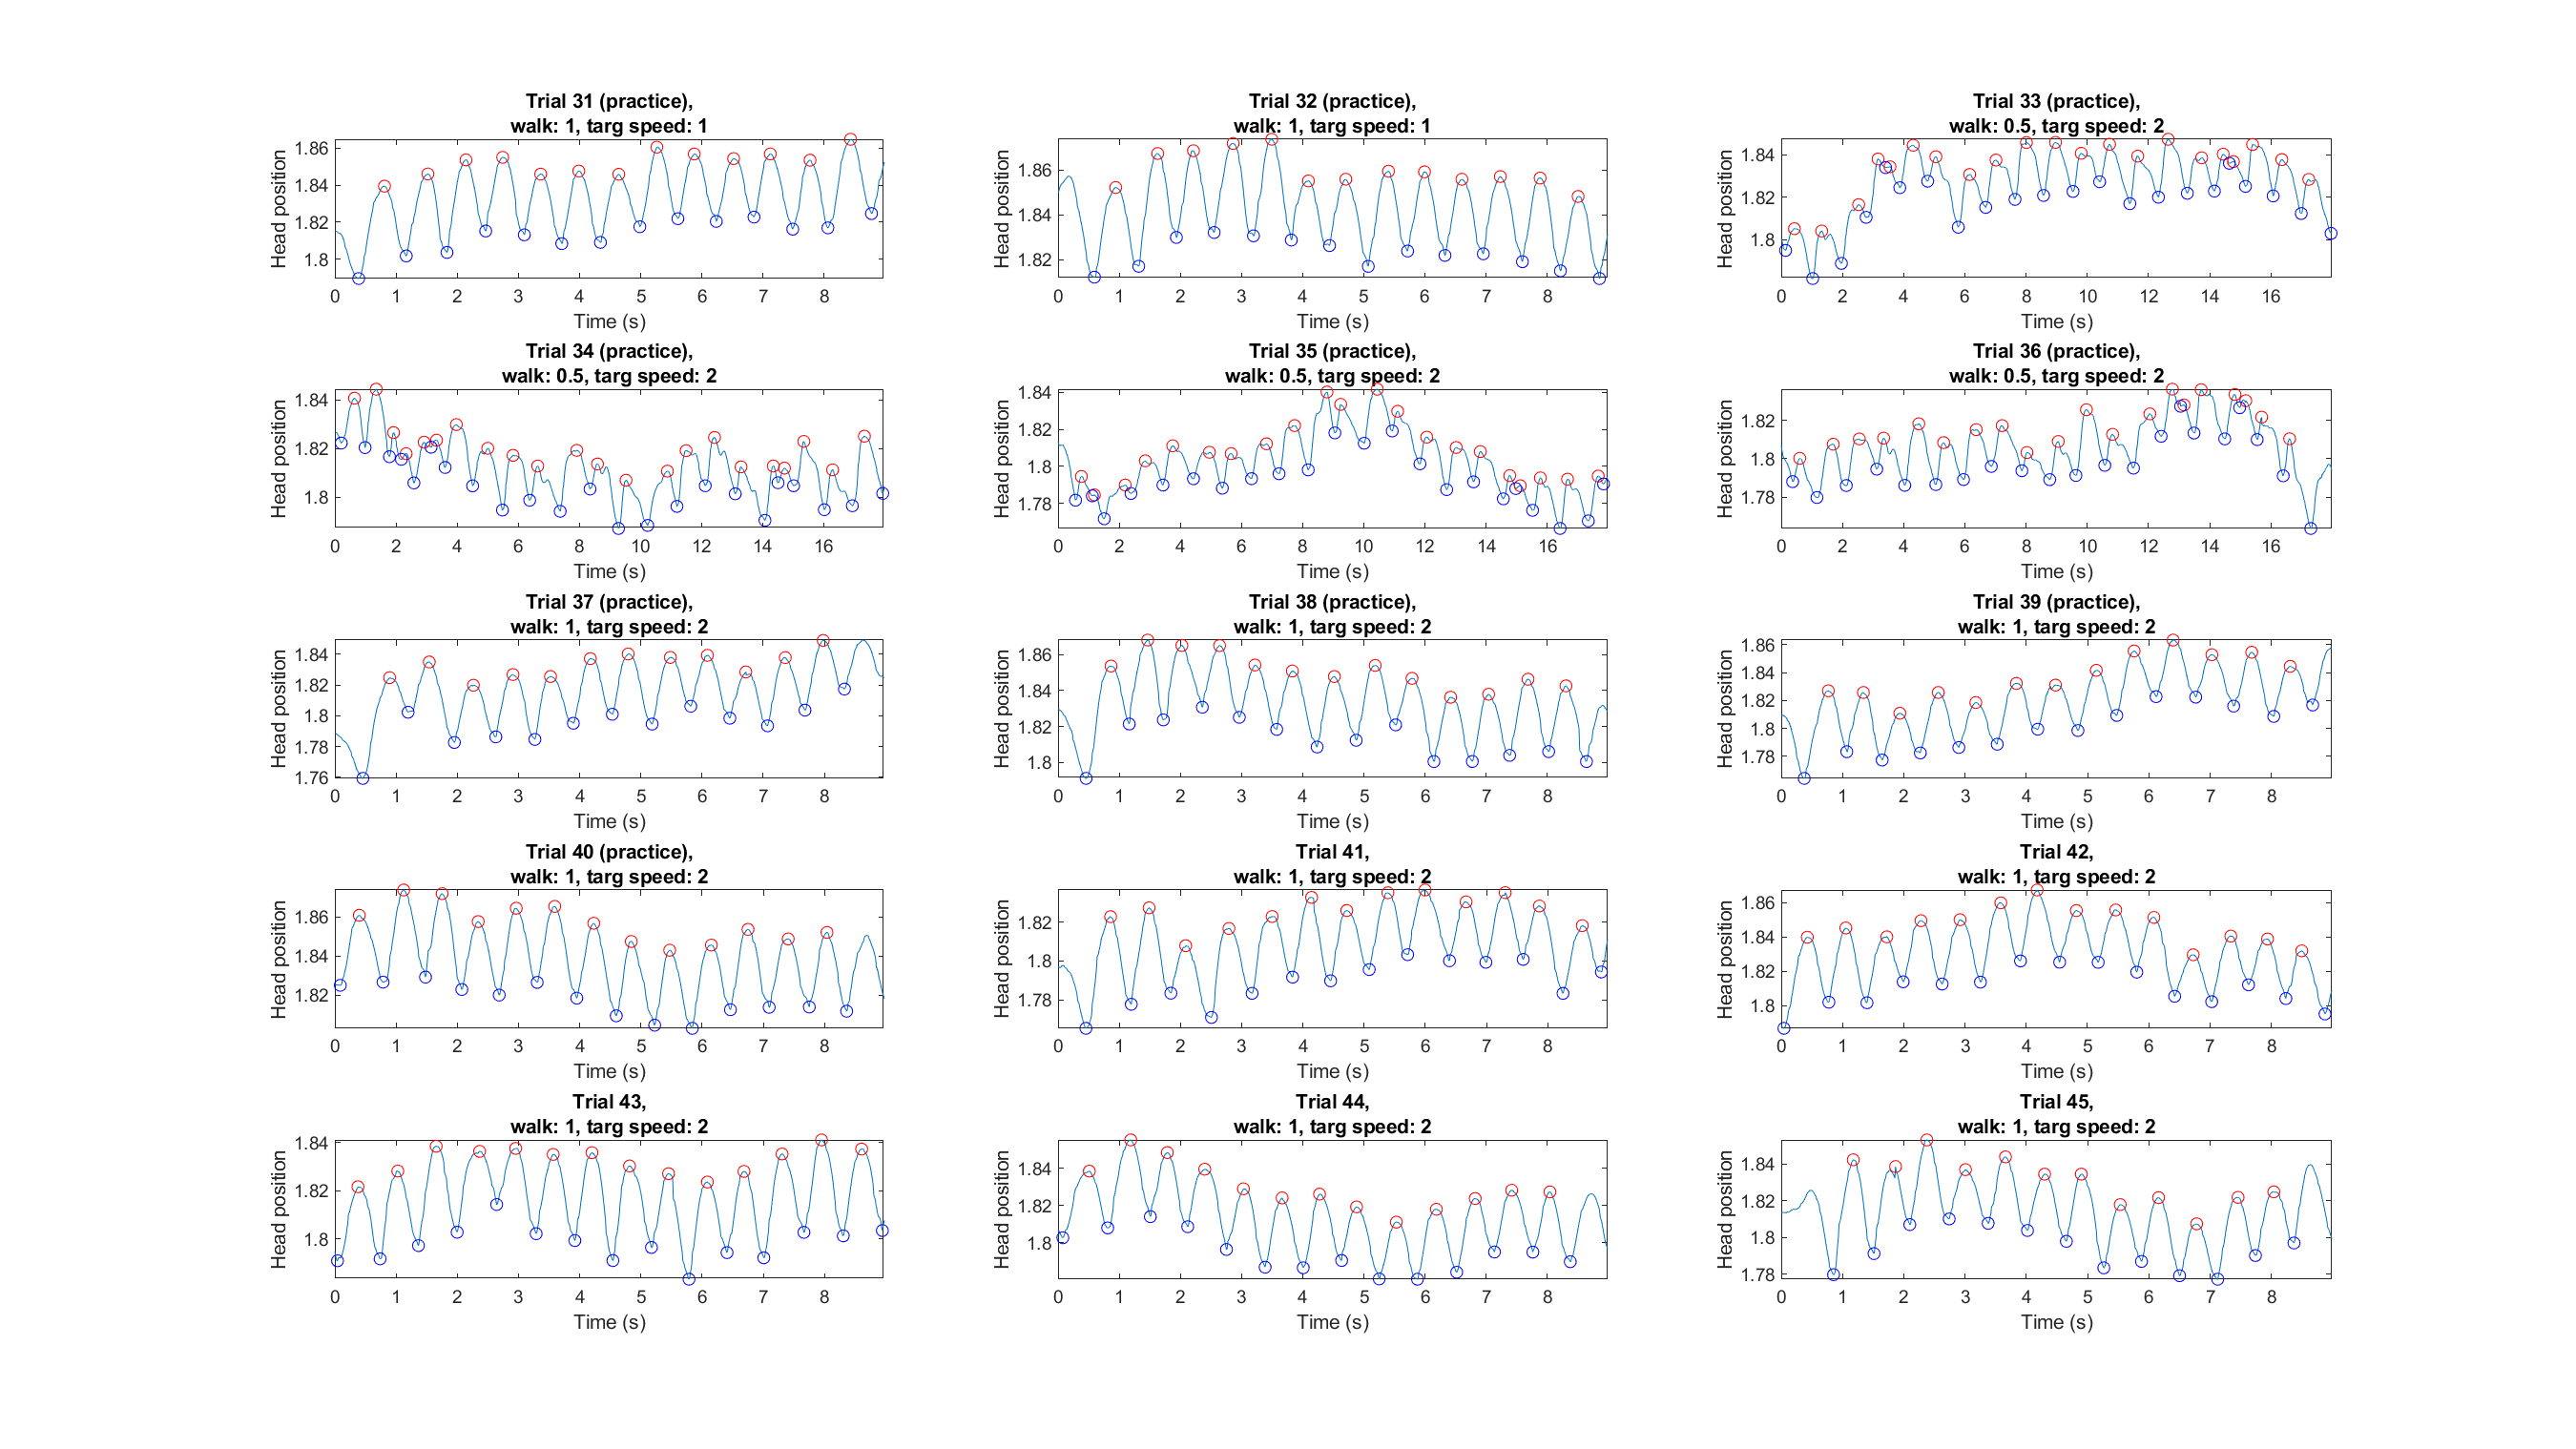 Trial 31 (practice),
walk: 1, targ speed: 1
Head position
1.86
1.84
1.82
1.8
0 1 2 3 4 5 6 7 8
Time (s)
Trial 32 (practice),
walk: 1, targ speed: 1
Head position
1.86
1.84
1.82
0 1 2 3 4 5 6 7 8
Time (s)
Trial 33 (practice),
walk: 0.5, targ speed: 2
Head position
1.84
1.82
1.8
0 2 4 6 8 10 12 14 16
Time (s)
Trial 34 (practice),
walk: 0.5, targ speed: 2
Head position
1.84
1.82
1.8
0 2 4 6 8 10 12 14 16
Time (s)
Trial 35 (practice),
walk: 0.5, targ speed: 2
Head position
1.84
1.82
1.8
1.78
0 2 4 6 8 10 12 14 16
Time (s)
Trial 36 (practice),
walk: 0.5, targ speed: 2
Head position
1.82
1.8
1.78
0 2 4 6 8 10 12 14 16
Time (s)
Trial 37 (practice),
walk: 1, targ speed: 2
Head position
1.84
1.82
1.8
1.78
1.76
0 1 2 3 4 5 6 7 8
Time (s)
Trial 38 (practice),
walk: 1, targ speed: 2
Head position
1.86
1.84
1.82
1.8
0 1 2 3 4 5 6 7 8
Time (s)
Trial 39 (practice),
walk: 1, targ speed: 2
Head position
1.86
1.84
1.82
1.8
1.78
0 1 2 3 4 5 6 7 8
Time (s)
Trial 40 (practice),
walk: 1, targ speed: 2
Head position
1.86
1.84
1.82
0 1 2 3 4 5 6 7 8
Time (s)
Trial 41,
walk: 1, targ speed: 2
Head position
1.82
1.8
1.78
0 1 2 3 4 5 6 7 8
Time (s)
Trial 42,
walk: 1, targ speed: 2
Head position
1.86
1.84
1.82
1.8
0 1 2 3 4 5 6 7 8
Time (s)
Trial 43,
walk: 1, targ speed: 2
Head position
1.84
1.82
1.8
0 1 2 3 4 5 6 7 8
Time (s)
Trial 44,
walk: 1, targ speed: 2
Head position
1.84
1.82
1.8
0 1 2 3 4 5 6 7 8
Time (s)
Trial 45,
walk: 1, targ speed: 2
Head position
1.84
1.82
1.8
1.78
0 1 2 3 4 5 6 7 8
Time (s)